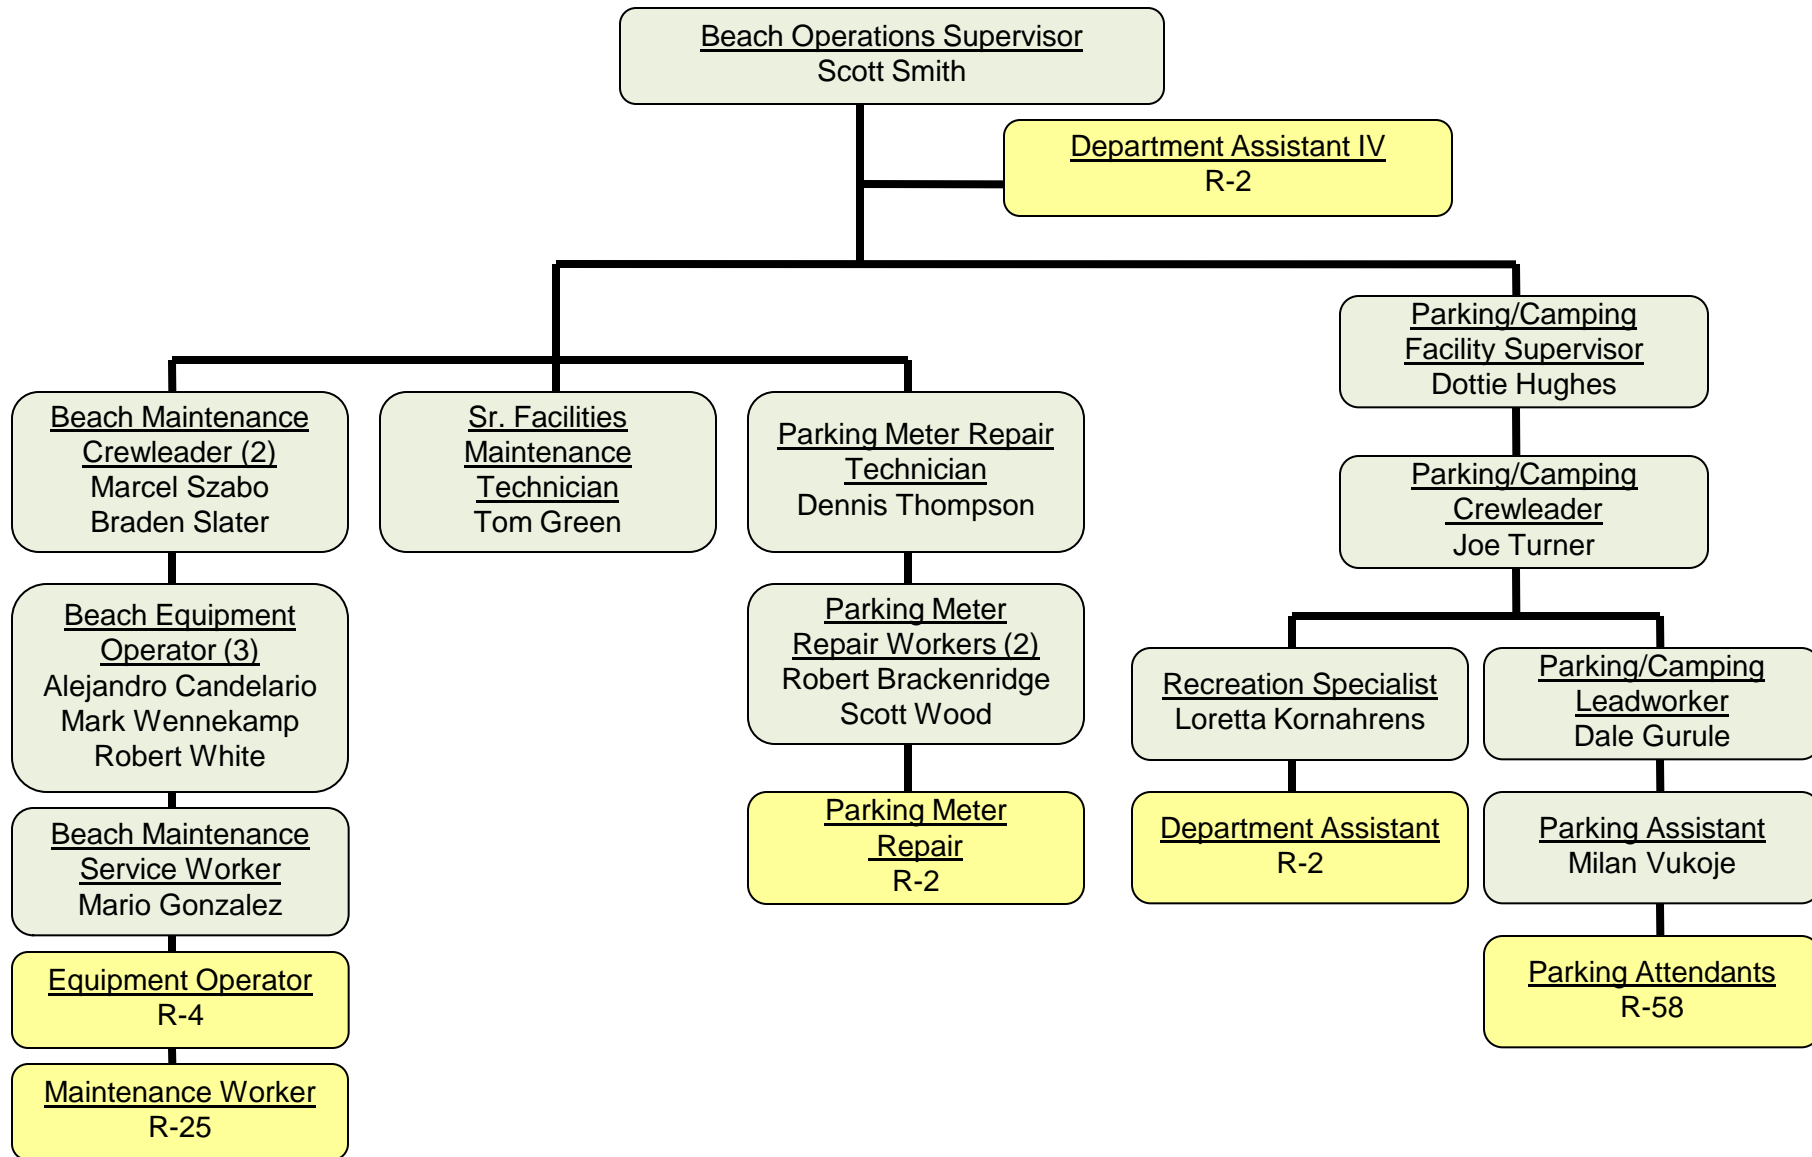 Beach Operations Supervisor
Scott Smith
Department Assistant IV
R-2
Parking/Camping
Facility Supervisor
Dottie Hughes
Beach Maintenance
Crewleader (2)
Marcel Szabo
Braden Slater
Sr. Facilities
Maintenance
Technician
Tom Green
Parking Meter Repair
Technician
Dennis Thompson
Parking/Camping
Crewleader
Joe Turner
Beach Equipment
Operator (3)
Alejandro Candelario
Mark Wennekamp
Robert White
Parking Meter
Repair Workers (2)
Robert Brackenridge
Scott Wood
Recreation Specialist
Loretta Kornahrens
Parking/Camping
Leadworker
Dale Gurule
Beach Maintenance
Service Worker
Mario Gonzalez
Parking Meter
Repair
R-2
Department Assistant
R-2
Parking Assistant
Milan Vukoje
Equipment Operator
R-4
Parking Attendants
R-58
Maintenance Worker
R-25